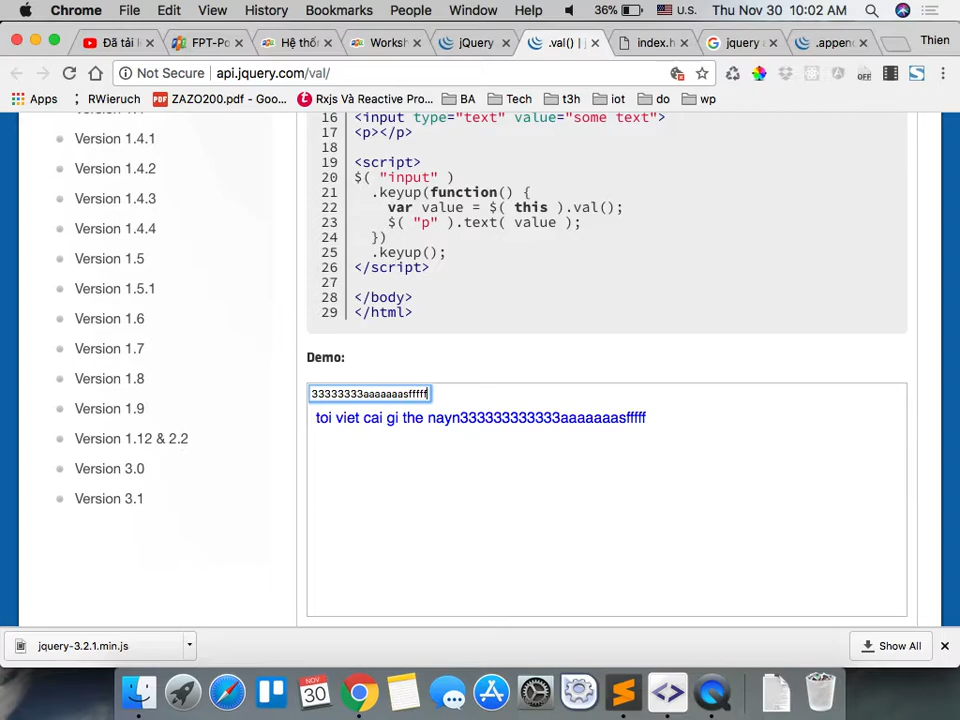 Chrome File Edit View History Bookmarks People Window Help 36% U.S. Thu Nov 30 10:02 AM
Đã tải l FPT-Po Hệ thố Worksh jQuery .val() | j index.h jquery .appen Thien
Not Secure api.jquery.com/val/ OFF
Apps RWieruch PDF ZAZO200.pdf - Goo... Rxjs Và Reactive Pro... BA Tech t3h iot do wp
Version 1.4.1
Version 1.4.2
Version 1.4.3
Version 1.4.4
Version 1.5
Version 1.5.1
Version 1.6
Version 1.7
Version 1.8
Version 1.9
Version 1.12 & 2.2
Version 3.0
Version 3.1
16 <input type="text" value="some text">
17 <p></p>
18
19 <script>
20 $( "input" )
21 .keyup(function() {
22 var value = $( this ).val();
23 $( "p" ).text( value );
24 })
25 .keyup();
26 </script>
27
28 </body>
29 </html>
Demo:
33333333aaaaaaasfffff
toi viet cai gi the nayn333333333333aaaaaaasfffff
jquery-3.2.1.min.js Show All
NOV 30